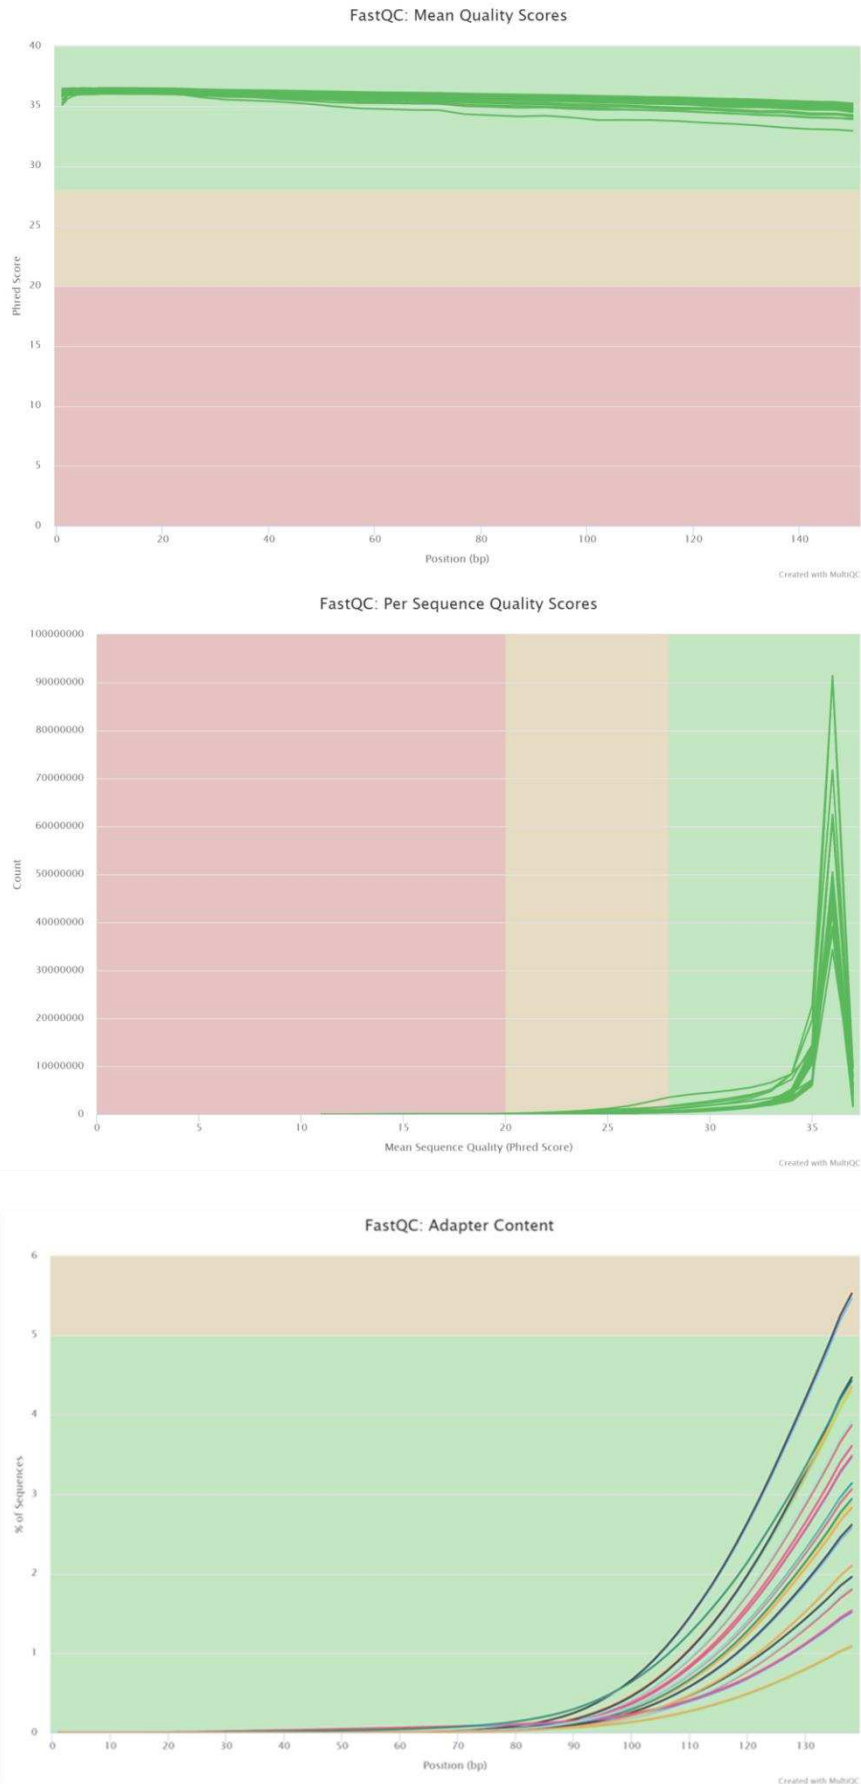 FastQC: Mean Quality Scores
40
35
30
25
20
15
10
5
0
Phred Score
0 20 40 60 80 100 120 140
Position (bp)
Created with MultiQC
FastQC: Per Sequence Quality Scores
100000000
90000000
80000000
70000000
60000000
50000000
40000000
30000000
20000000
10000000
0
Count
0 5 10 15 20 25 30 35
Mean Sequence Quality (Phred Score)
Created with MultiQC
FastQC: Adapter Content
6
5
4
3
2
1
0
% of Sequences
0 10 20 30 40 50 60 70 80 90 100 110 120 130
Position (bp)
Created with MultiQC